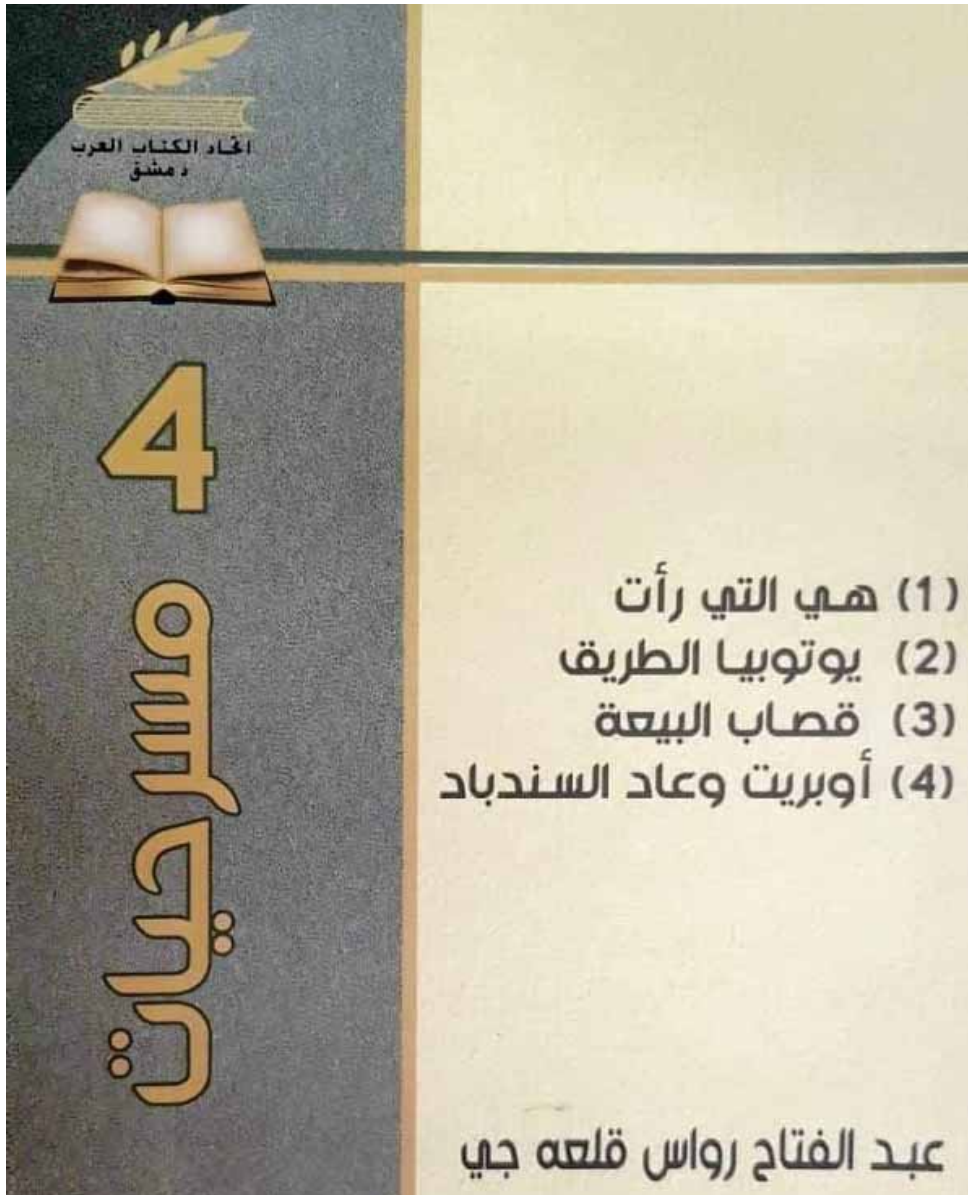 اتحاد الكتاب العرب
دمشق
4 مسرحيات
(1) هي التي رأت
(2) يوتوبيا الطريق
(3) قصاب البيعة
(4) أوبريت وعاد السندباد
عبد الفتاح رواس قلعه جي